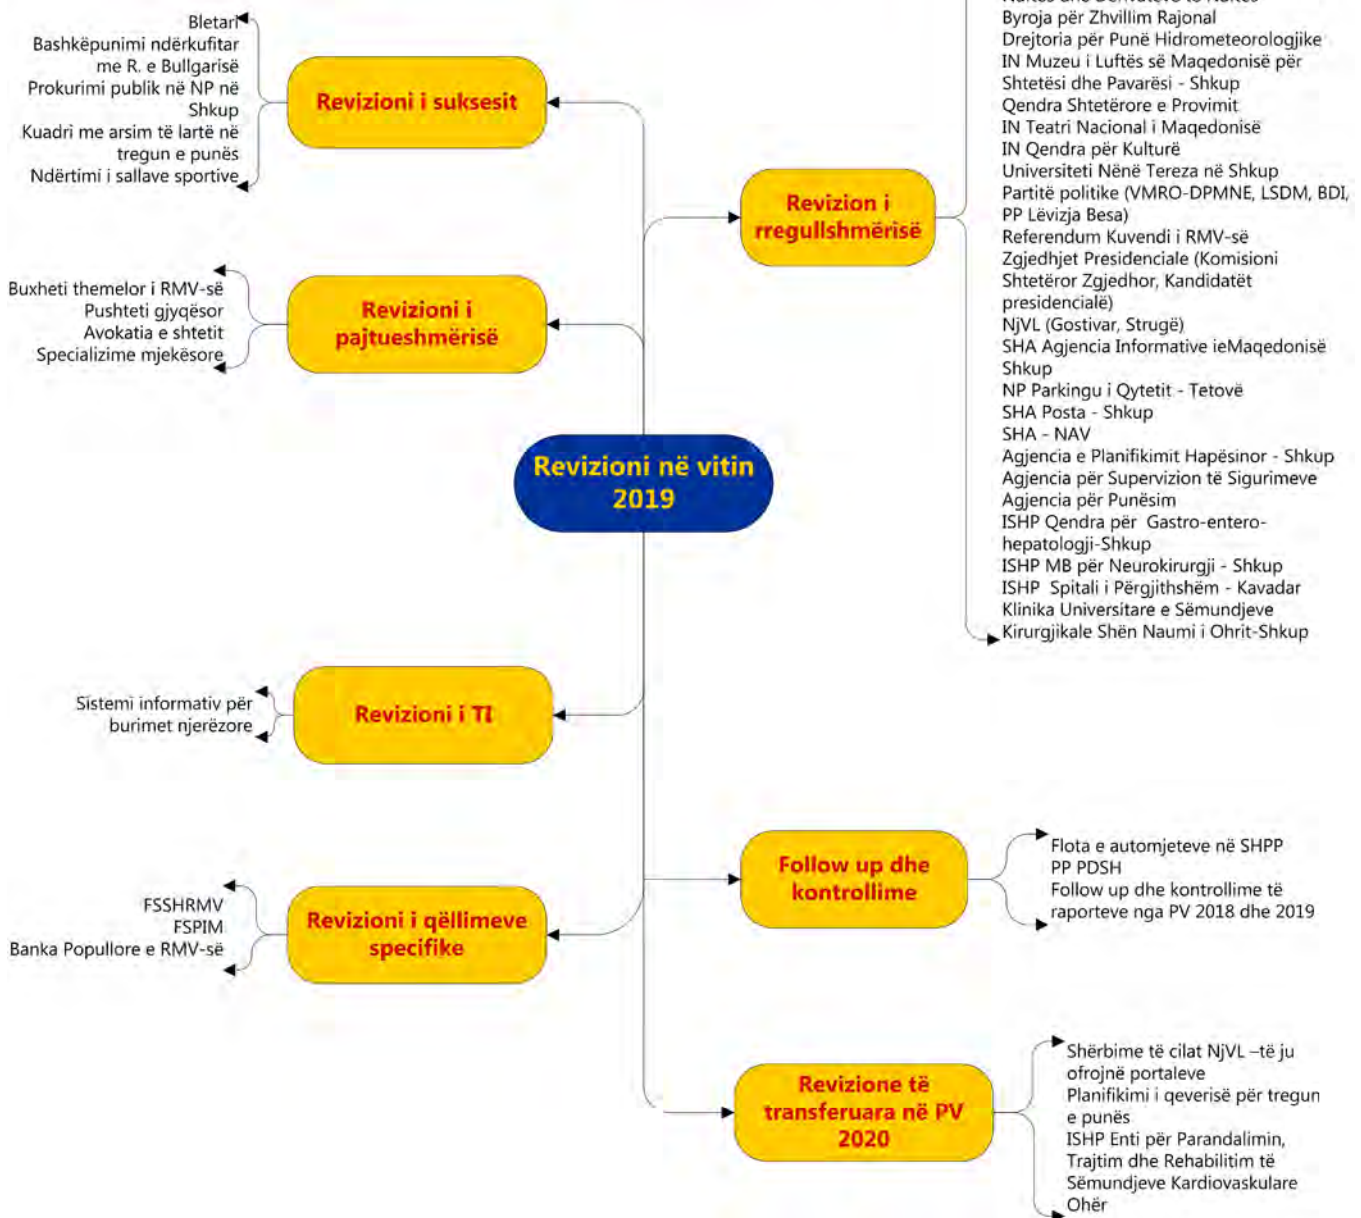 Bletari
Bashkëpunimi ndërkufitar
me R. e Bullgarisë
Prokurimi publik në NP në
Shkup
Kuadri me arsim të lartë në
tregun e punës
Ndërtimi i sallave sportive
Revizioni i suksesit
Buxheti themelor i RMV-së
Pushteti gjyqësor
Avokatia e shtetit
Specializime mjekësore
Revizioni i
pajtueshmërisë
Revizioni në vitin
2019
Sistemi informativ për
burimet njerëzore
Revizioni i TI
FSSHRMV
FSPIM
Banka Popullore e RMV-së
Revizioni i qëllimeve
specifike
Revizion i
rregullshmërisë
Byroja për Zhvillim Rajonal
Drejtoria për Punë Hidrometeorologjike
IN Muzeu i Luftës së Maqedonisë për
Shtetësi dhe Pavarësi - Shkup
Qendra Shtetërore e Provimit
IN Teatri Nacional i Maqedonisë
IN Qendra për Kulturë
Universiteti Nënë Tereza në Shkup
Partitë politike (VMRO-DPMNE, LSDM, BDI,
PP Lëvizja Besa)
Referendum Kuvendi i RMV-së
Zgjedhjet Presidenciale (Komisioni
Shtetëror Zgjedhor, Kandidatët
presidencialë)
NjVL (Gostivar, Strugë)
SHA Agjencia Informative ieMaqedonisë
Shkup
NP Parkingu i Qytetit - Tetovë
SHA Posta - Shkup
SHA - NAV
Agjencia e Planifikimit Hapësinor - Shkup
Agjencia për Supervizion të Sigurimeve
Agjencia për Punësim
ISHP Qendra për Gastro-entero-
hepatologji-Shkup
ISHP MB për Neurokirurgji - Shkup
ISHP Spitali i Përgjithshëm - Kavadar
Klinika Universitare e Sëmundjeve
Kirurgjikale Shën Naumi i Ohrit-Shkup
Follow up dhe
kontrollime
Flota e automjeteve në SHPP
PP PDSH
Follow up dhe kontrollime të
raporteve nga PV 2018 dhe 2019
Revizione të
transferuara në PV
2020
Shërbime të cilat NjVL –të ju
ofrojnë portaleve
Planifikimi i qeverisë për tregun
e punës
ISHP Enti për Parandalimin,
Trajtim dhe Rehabilitim të
Sëmundjeve Kardiovaskulare
Ohër